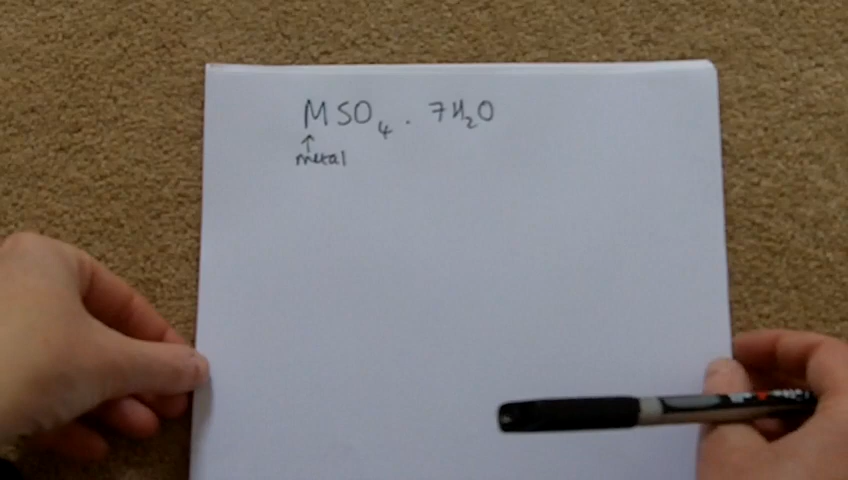 MSO₄ . 7H₂O
↑
metal